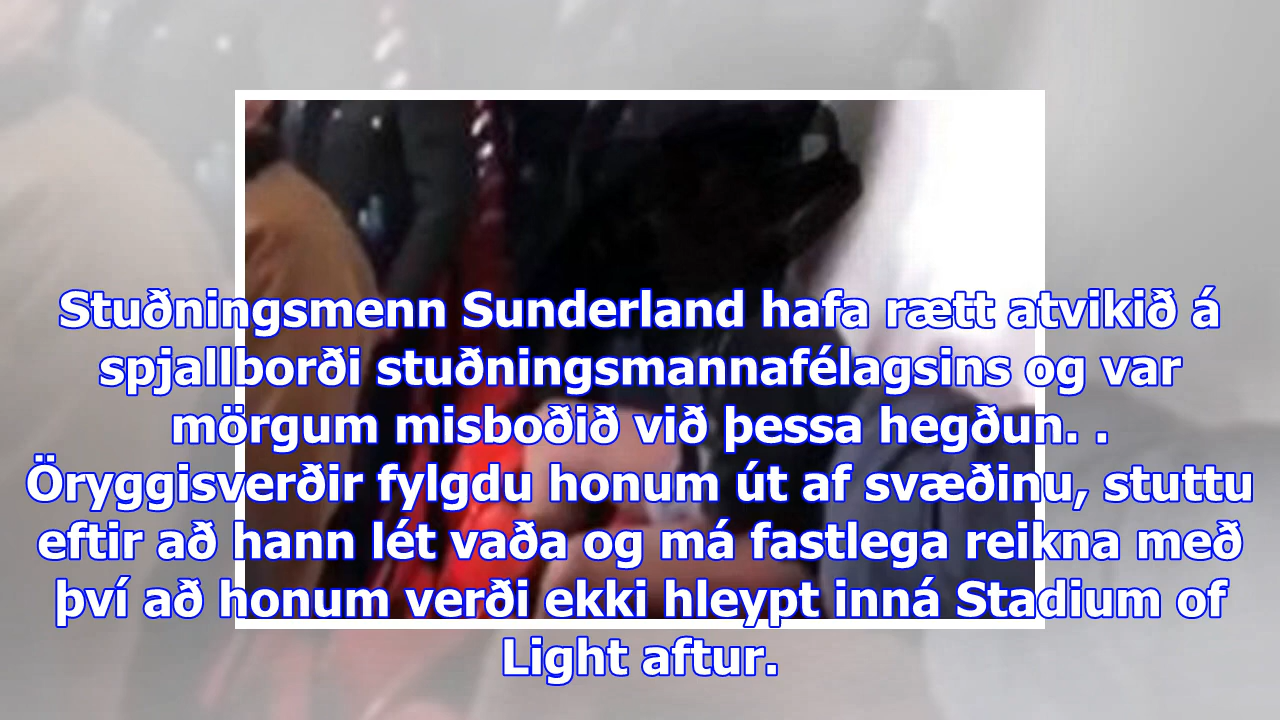 Stuðningsmenn Sunderland hafa rætt atvikið á
spjallborði stuðningsmannafélagsins og var
mörgum misboðið við þessa hegðun. .
Öryggisverðir fylgdu honum út af svæðinu, stuttu
eftir að hann lét vaða og má fastlega reikna með
því að honum verði ekki hleypt inná Stadium of
Light aftur.